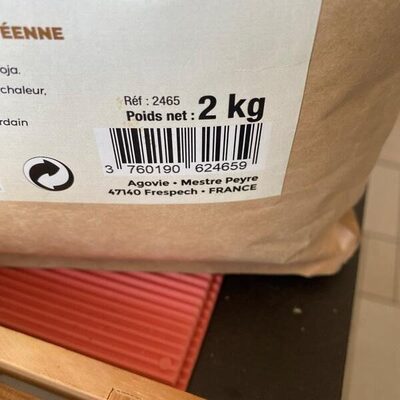 ÉENNE
oja.
chaleur,
rdain
Réf : 2465
Poids net : 2 kg
3 760190 624659
Agovie • Mestre Peyre
47140 Frespech • FRANCE